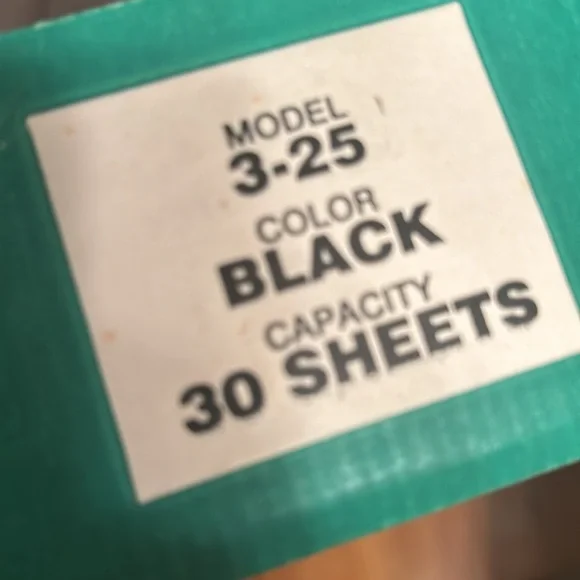 MODEL
3-25
COLOR
BLACK
CAPACITY
30 SHEETS